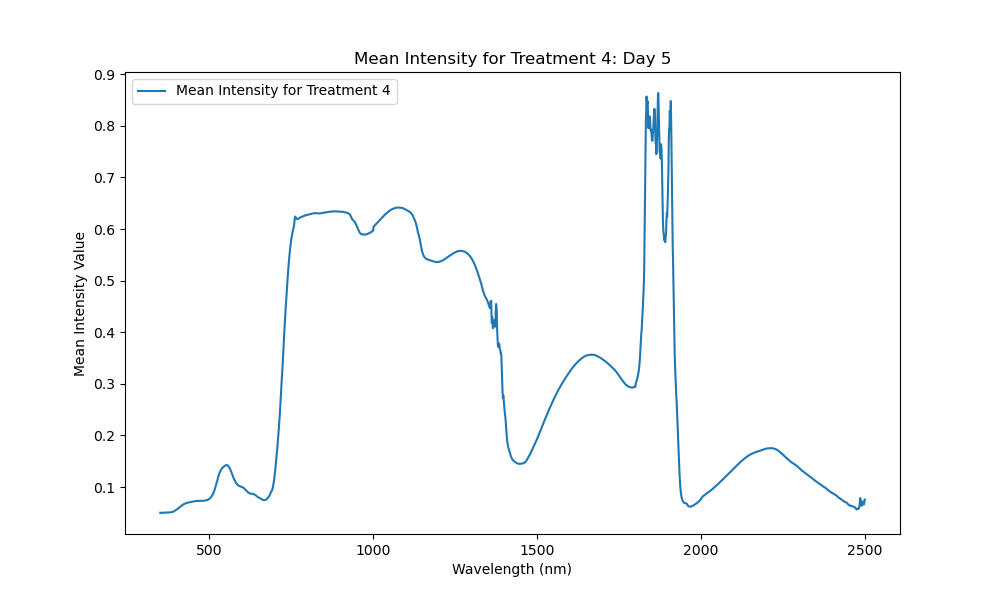 Mean Intensity for Treatment 4: Day 5
Mean Intensity for Treatment 4
Mean Intensity Value
0.9
0.8
0.7
0.6
0.5
0.4
0.3
0.2
0.1
500 1000 1500 2000 2500
Wavelength (nm)